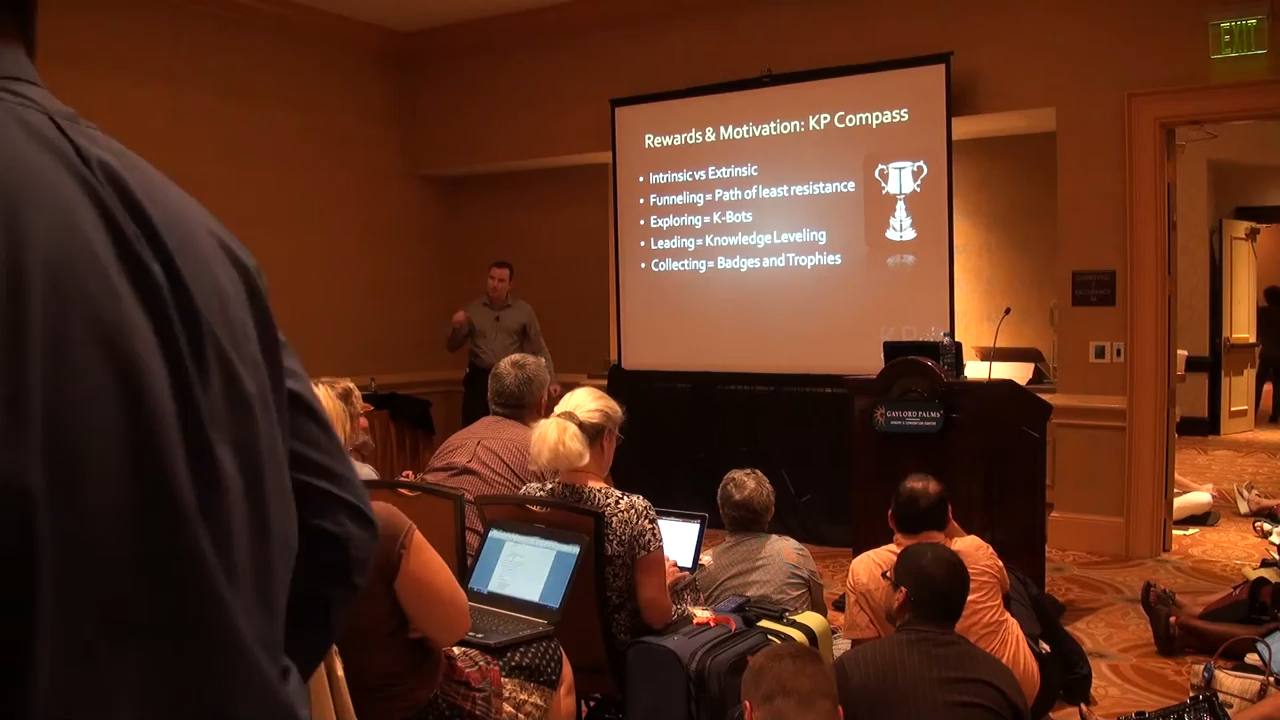 EXIT
Rewards & Motivation: KP Compass
• Intrinsic vs Extrinsic
• Funneling = Path of least resistance
• Exploring = K-Bots
• Leading = Knowledge Leveling
• Collecting = Badges and Trophies
GAYLORD PALMS